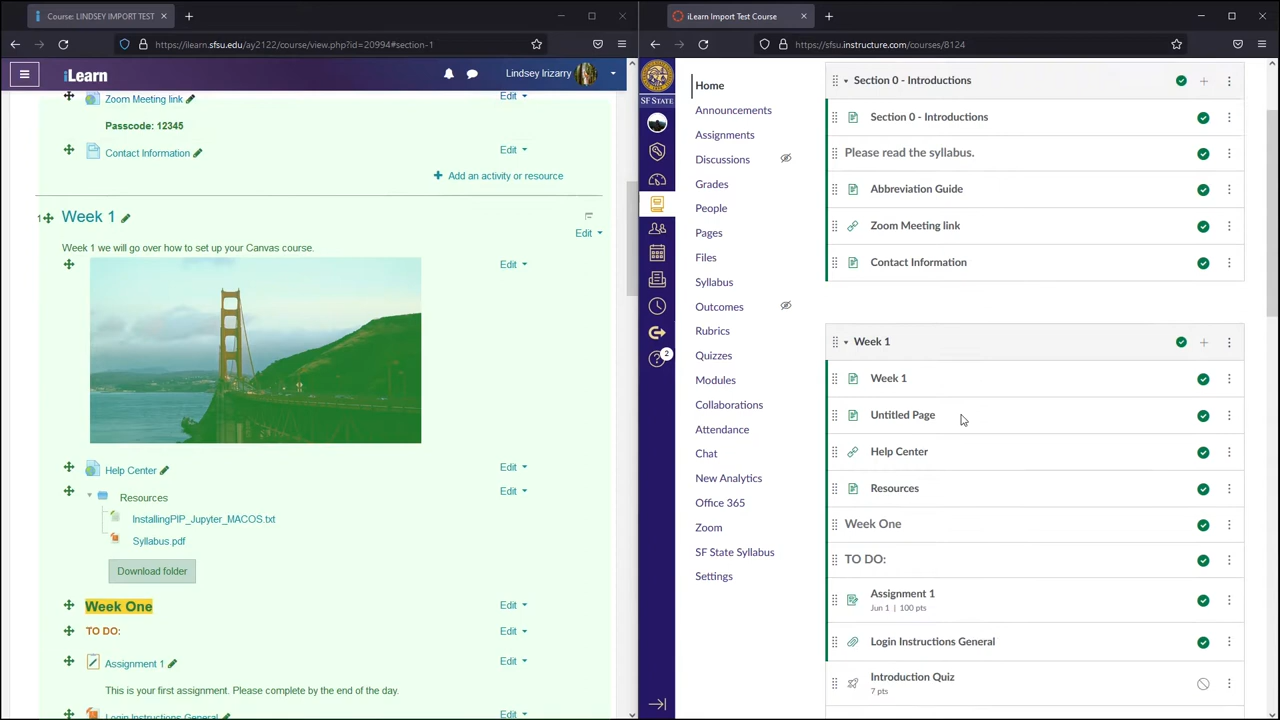 Course: LINDSEY IRIZARRY IMPORT TEST
https://ilearn.sfsu.edu/ay2122/course/view.php?id=20994#section-1
iLearn
Lindsey Irizarry
Zoom Meeting link
Edit
Passcode: 12345
Contact Information
Edit
Add an activity or resource
1
Week 1
Edit
Week 1 we will go over how to set up your Canvas course.
Edit
Help Center
Edit
Resources
Edit
InstallingPIP_Jupyter_MACOS.txt
Syllabus.pdf
Download folder
Week One
Edit
TO DO:
Edit
Assignment 1
Edit
This is your first assignment. Please complete by the end of the day.
Login Instructions General
Edit
iLearn Import Test Course
https://sfsu.instructure.com/courses/8124
SF STATE
2
Home
Announcements
Assignments
Discussions
Grades
People
Pages
Files
Syllabus
Outcomes
Rubrics
Quizzes
Modules
Collaborations
Attendance
Chat
New Analytics
Office 365
Zoom
SF State Syllabus
Settings
Section 0 - Introductions
Section 0 - Introductions
Please read the syllabus.
Abbreviation Guide
Zoom Meeting link
Contact Information
Week 1
Week 1
Untitled Page
Help Center
Resources
Week One
TO DO:
Assignment 1
Jun 1 | 100 pts
Login Instructions General
Introduction Quiz
7 pts